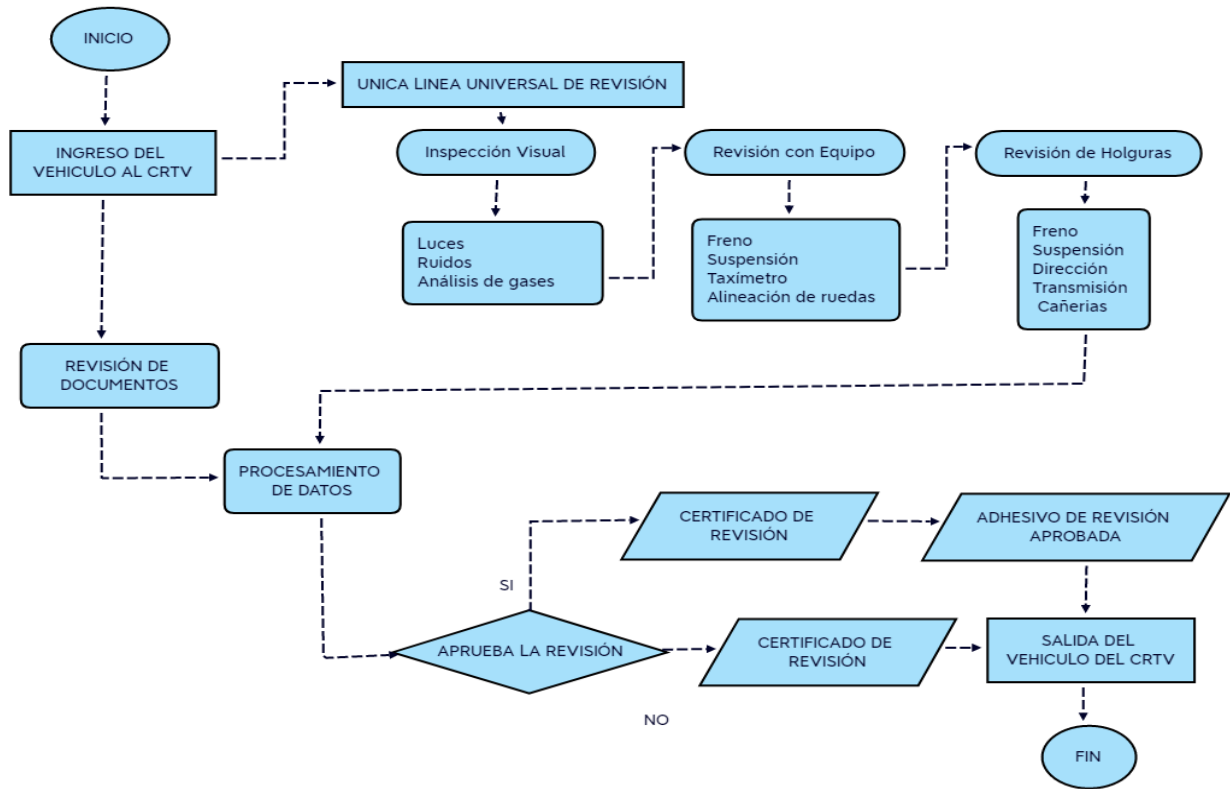 INICIO
INGRESO DEL
VEHICULO AL CRTV
UNICA LINEA UNIVERSAL DE REVISIÓN
Inspección Visual
Revisión con Equipo
Revisión de Holguras
Luces
Ruidos
Análisis de gases
Freno
Suspensión
Taxímetro
Alineación de ruedas
Freno
Suspensión
Dirección
Transmisión
Cañerias
REVISIÓN DE
DOCUMENTOS
PROCESAMIENTO
DE DATOS
APRUEBA LA REVISIÓN
SI
CERTIFICADO DE
REVISIÓN
ADHESIVO DE REVISIÓN
APROBADA
NO
CERTIFICADO DE
REVISIÓN
SALIDA DEL
VEHICULO DEL CRTV
FIN